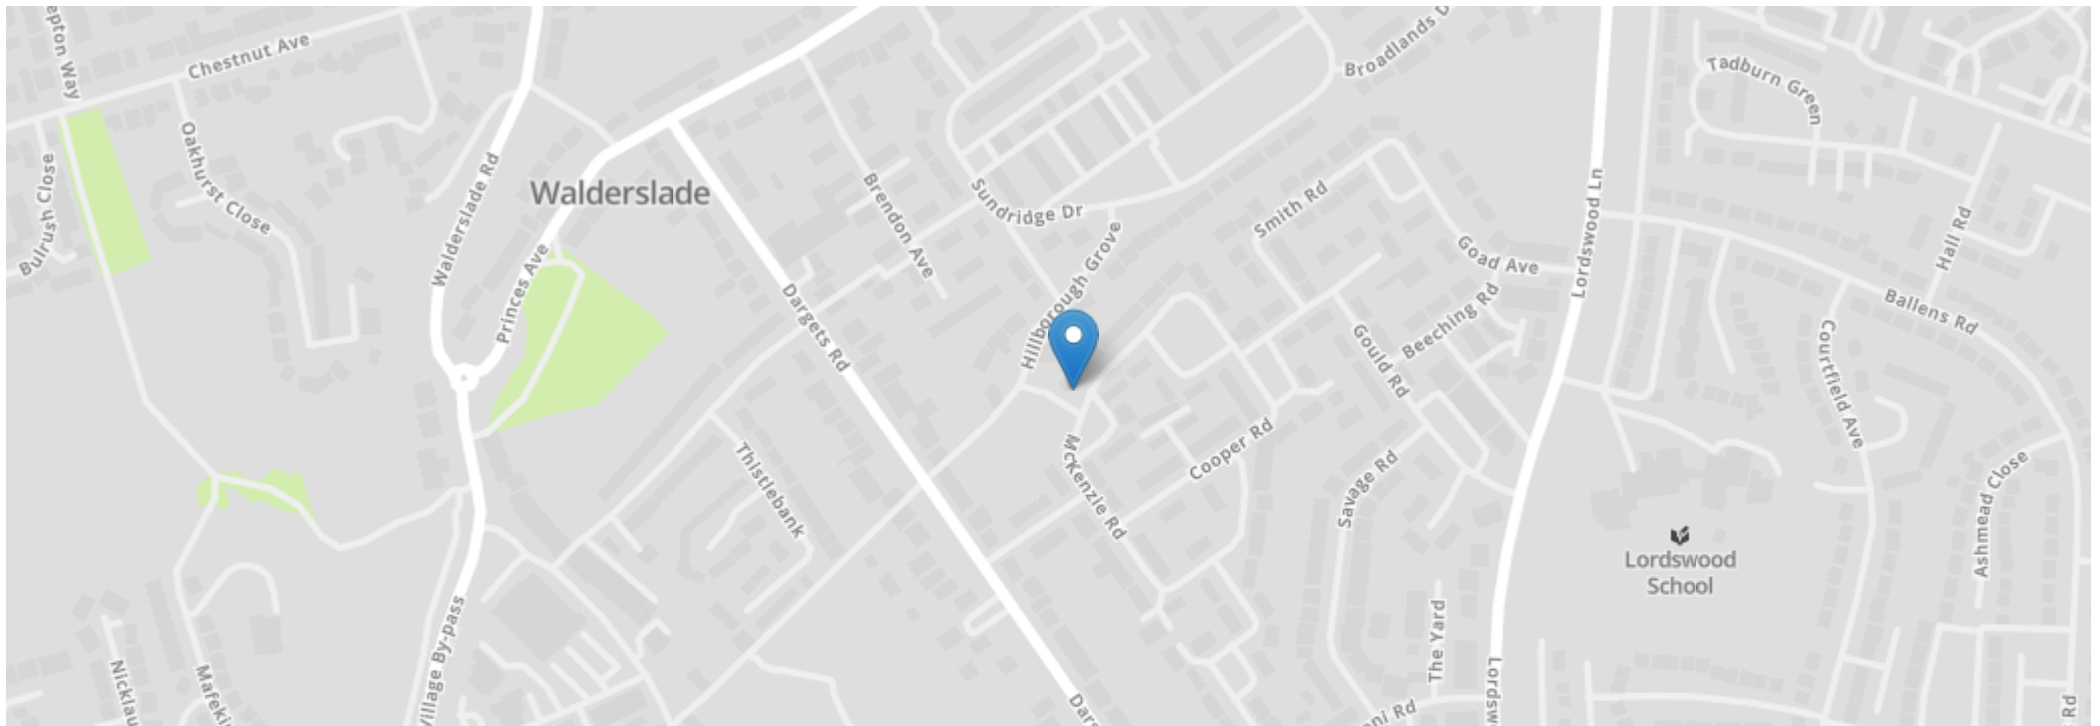 Chestnut Ave
Broadlands
Tadburn Green
Oakhurst Close
Bulrush Close
Walderslade Rd
Walderslade
Brendon Ave
Sundridge Dr
Smith Rd
Lordswood Ln
Hall Rd
Goad Ave
Princes Ave
Hillborough Grove
Dargets Rd
Beeching Rd
Ballens Rd
Gould Rd
Courtfield Ave
Thistlebank
McKenzie Rd
Cooper Rd
Savage Rd
Ashmead Close
Lordswood
School
The Yard
Village By-pass
Rd
Way